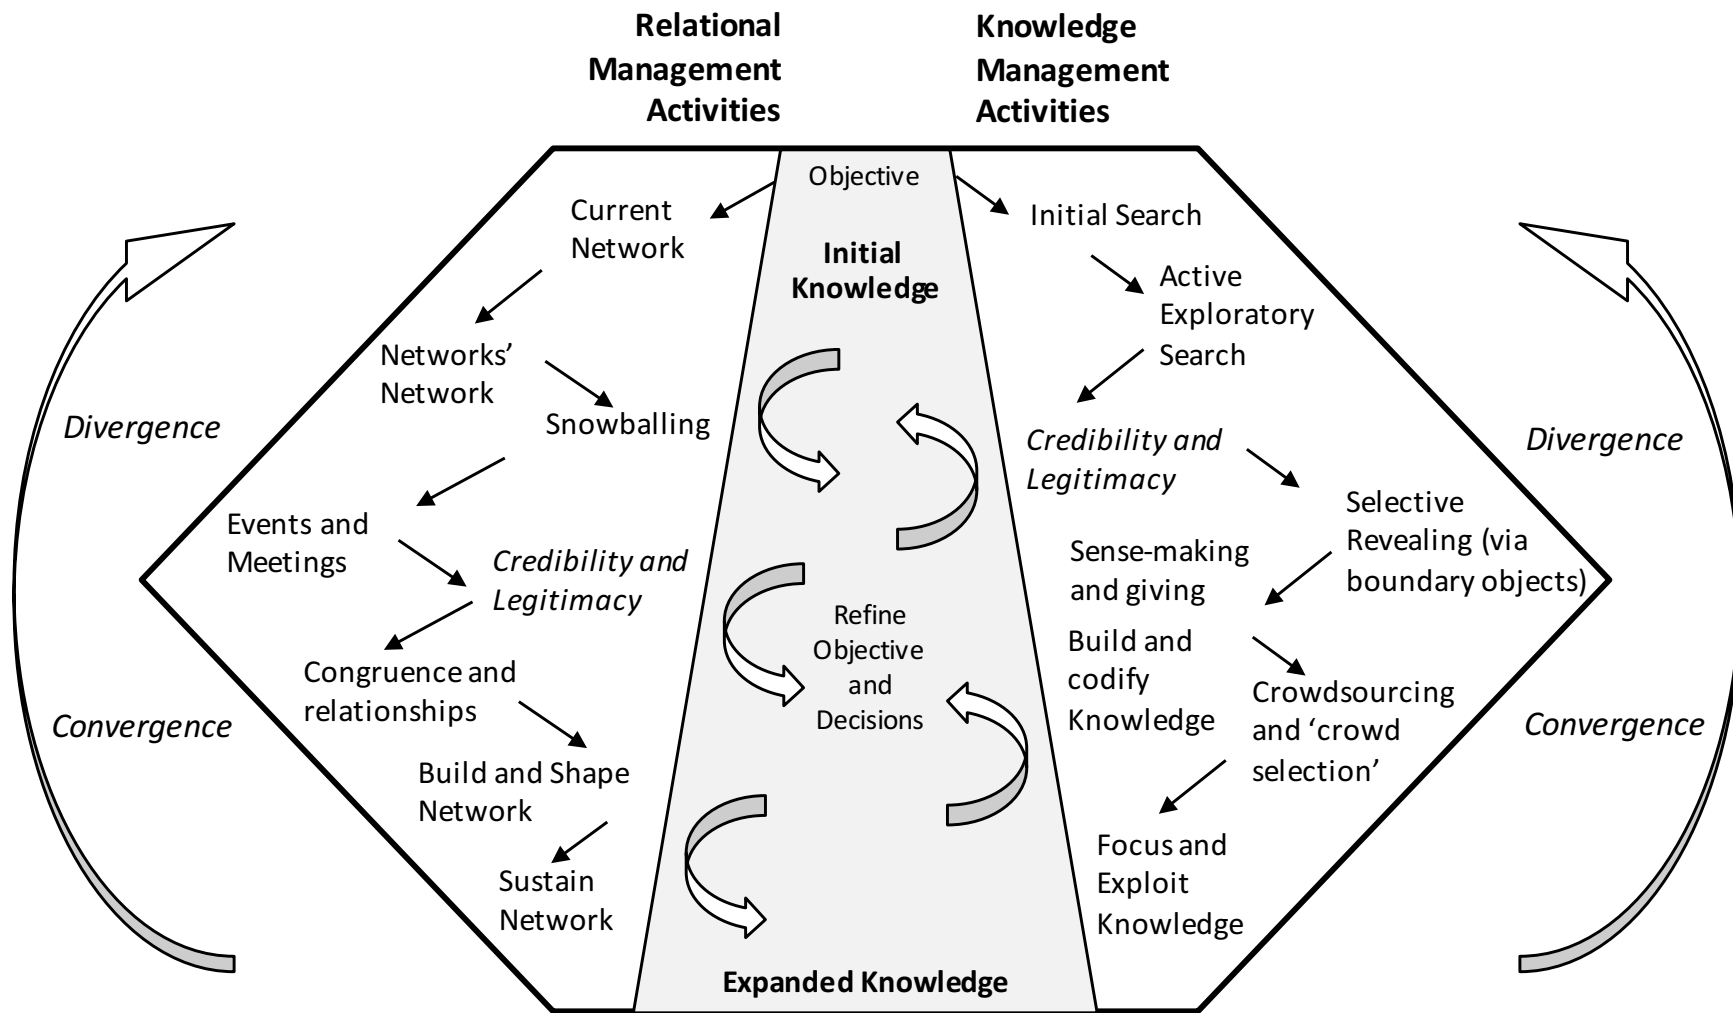 Relational
Management
Activities
Knowledge
Management
Activities
Objective
Initial
Knowledge
Refine
Objective
and
Decisions
Expanded Knowledge
Current
Network
Networks’
Network
Snowballing
Events and
Meetings
Credibility and
Legitimacy
Congruence and
relationships
Build and Shape
Network
Sustain
Network
Initial Search
Active
Exploratory
Search
Credibility and
Legitimacy
Selective
Revealing (via
boundary objects)
Sense-making
and giving
Build and
codify
Knowledge
Crowdsourcing
and ‘crowd
selection’
Focus and
Exploit
Knowledge
Divergence
Convergence
Divergence
Convergence